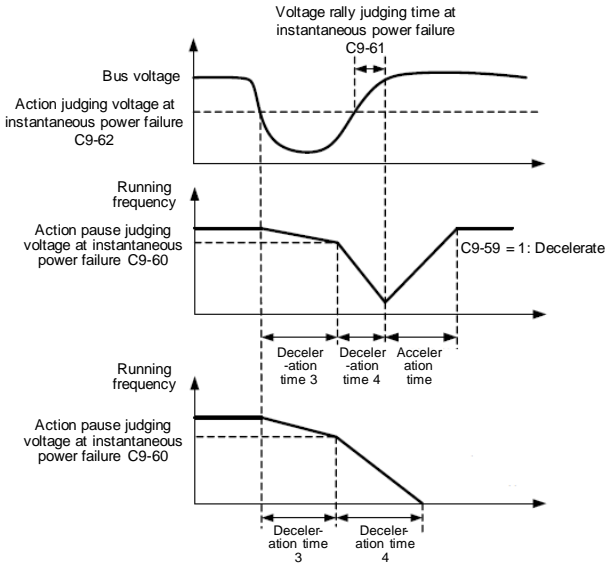 Voltage rally judging time at
instantaneous power failure
C9-61
Bus voltage
Action judging voltage at
instantaneous power failure
C9-62
Running
frequency
Action pause judging
voltage at instantaneous
power failure C9-60
C9-59 = 1: Decelerate
Deceler
-ation
time 3
Deceler
-ation
time 4
Acceler
ation
time
Running
frequency
Action pause judging
voltage at instantaneous
power failure C9-60
Deceler-
ation time
3
Deceler-
ation time
4